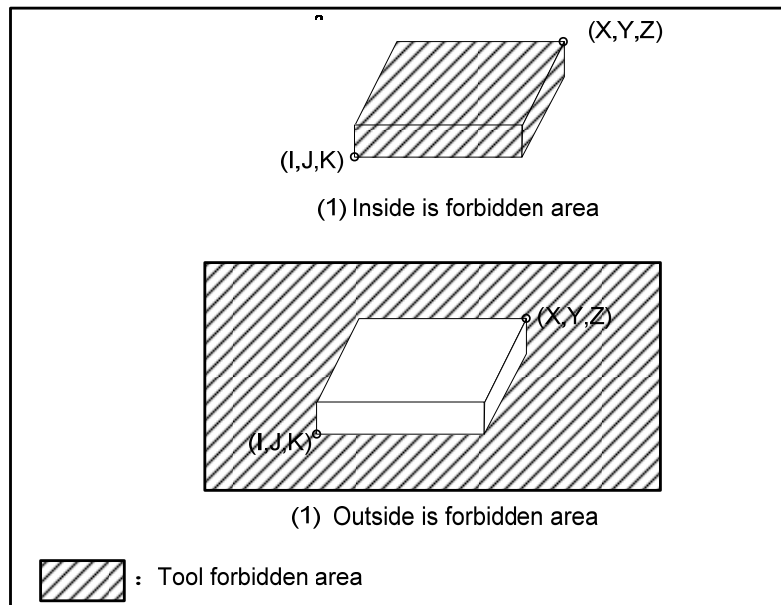 (X,Y,Z)
(I,J,K)
(1) Inside is forbidden area
(X,Y,Z)
(I,J,K)
(1) Outside is forbidden area
: Tool forbidden area